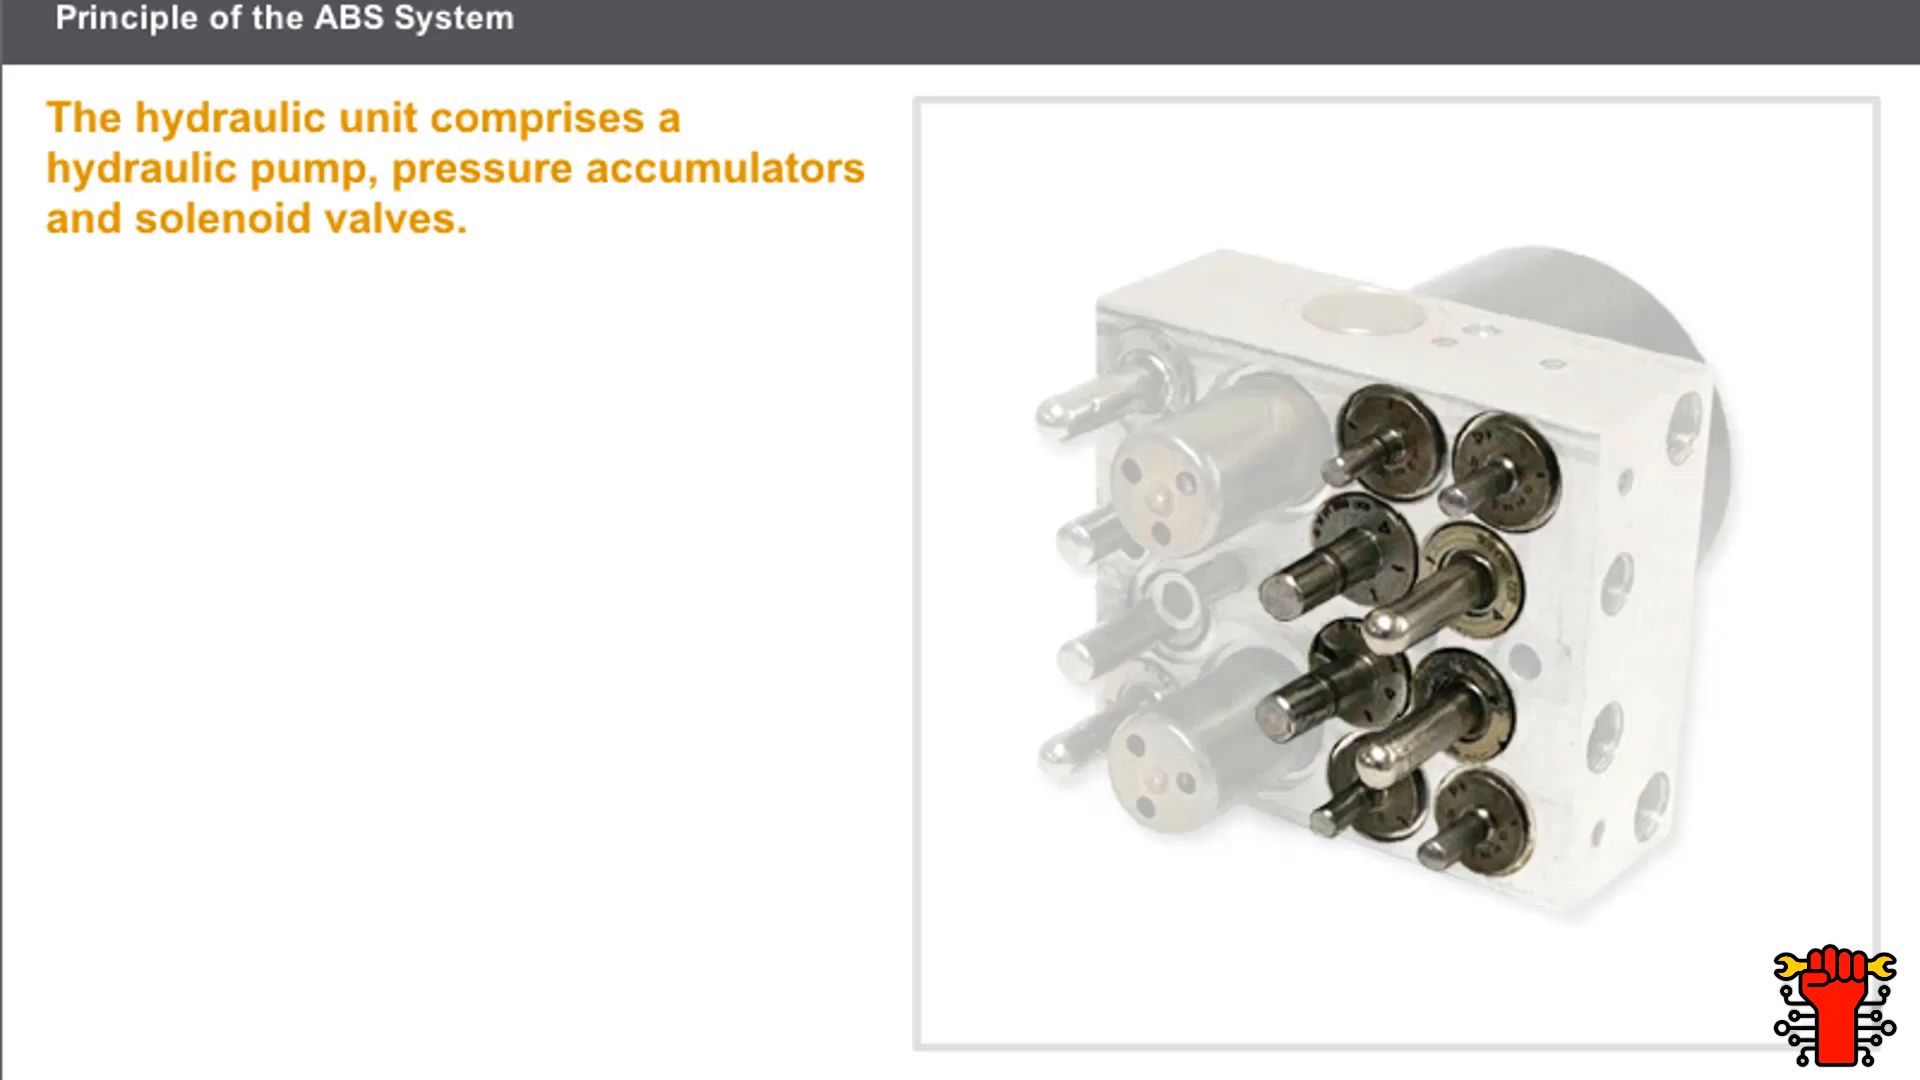 Principle of the ABS System
The hydraulic unit comprises a
hydraulic pump, pressure accumulators
and solenoid valves.